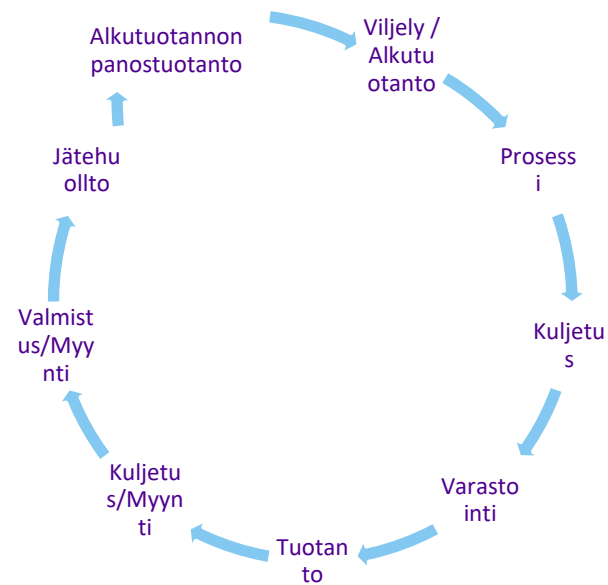 Alkutuotannon
panostuotanto
Viljely /
Alkutu
otanto
Prosess
i
Kuljetu
s
Varasto
inti
Tuotan
to
Kuljetu
s/Myyn
ti
Valmist
us/Myy
nti
Jätehu
ollto